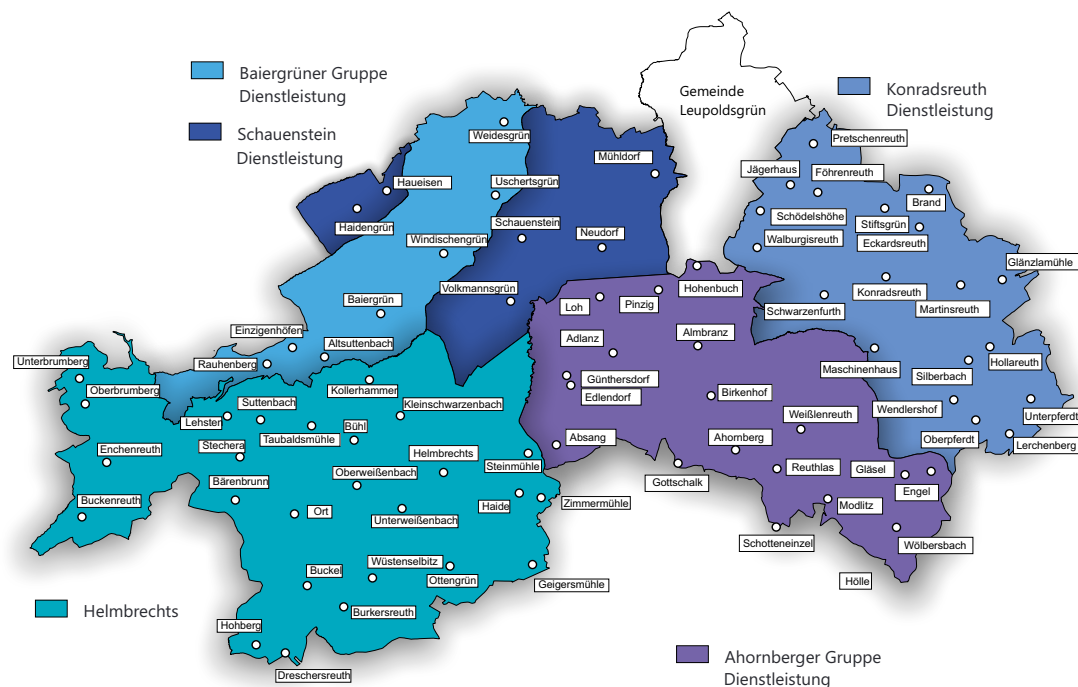 Baiergrüner Gruppe
Dienstleistung
Schauenstein
Dienstleistung
Gemeinde
Leupoldsgrün
Konradsreuth
Dienstleistung
Weidesgrün
Pretschenreuth
Mühldorf
Jägerhaus
Föhrenreuth
Haueisen
Uschertsgrün
Brand
Haidengrün
Schauenstein
Schödelshöhe
Stiftsgrün
Windischengrün
Neudorf
Walburgisreuth
Eckardsreuth
Glänzlamühle
Volkmannsgrün
Hohenbuch
Konradsreuth
Baiergrün
Loh
Pinzig
Schwarzenfurth
Martinsreuth
Einzigenhöfen
Adlanz
Almbranz
Unterbrumberg
Rauhenberg
Altsuttenbach
Maschinenhaus
Hollareuth
Oberbrumberg
Kollerhammer
Günthersdorf
Silberbach
Edlendorf
Birkenhof
Suttenbach
Kleinschwarzenbach
Weißlenreuth
Wendlershof
Unterpferdt
Lehsten
Taubaldsmühle
Bühl
Absang
Ahornberg
Oberpferdt
Lerchenberg
Enchenreuth
Stechera
Helmbrechts
Steinmühle
Reuthlas
Gläsel
Bärenbrunn
Oberweißenbach
Gottschalk
Engel
Buckenreuth
Ort
Unterweißenbach
Haide
Zimmermühle
Modlitz
Schotteneinzel
Wölbersbach
Buckel
Wüstenselbitz
Ottengrün
Geigersmühle
Hölle
Helmbrechts
Burkersreuth
Hohberg
Dreschersreuth
Ahornberger Gruppe
Dienstleistung